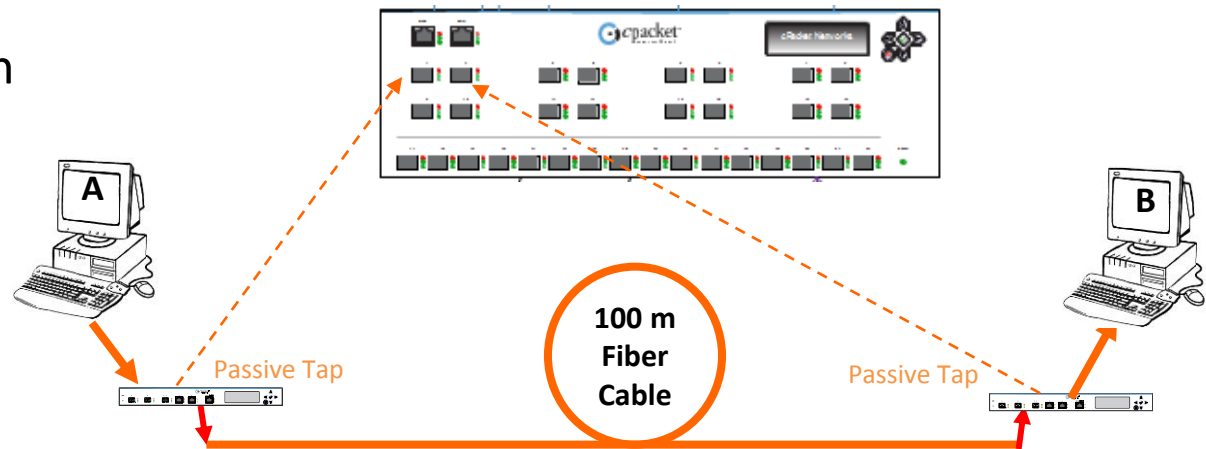 n
cpacket
cPacket Networks
A
B
100 m
Fiber
Cable
Passive Tap
Passive Tap